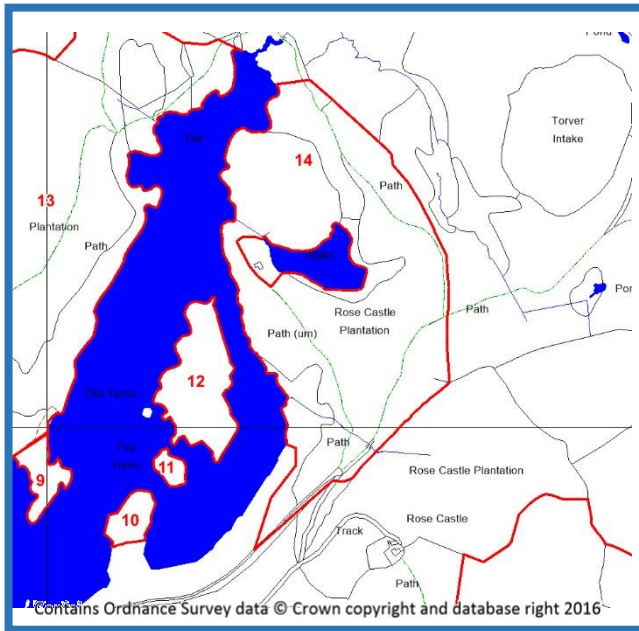 Pond
Torver
Intake
Dub
14
Path
13
Plantation
Path
Water
Rose Castle
Plantation
Path
Path (um)
12
The Tarns
The
Tarns
11
9
10
Path
Rose Castle Plantation
Rose Castle
Track
Path
Contains Ordnance Survey data © Crown copyright and database right 2016